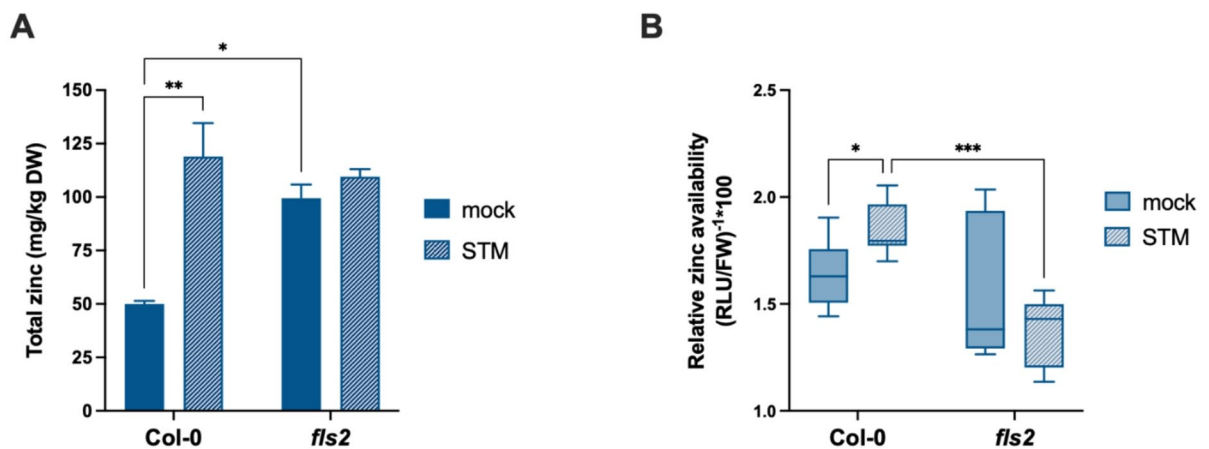 A
Total zinc (mg/kg DW)
150
125
100
75
50
25
0
*
**
Col-0
fls2
mock
STM
B
Relative zinc availability
(RLU/FW)⁻¹*100
2.5
2.0
1.5
1.0
*
***
Col-0
fls2
mock
STM